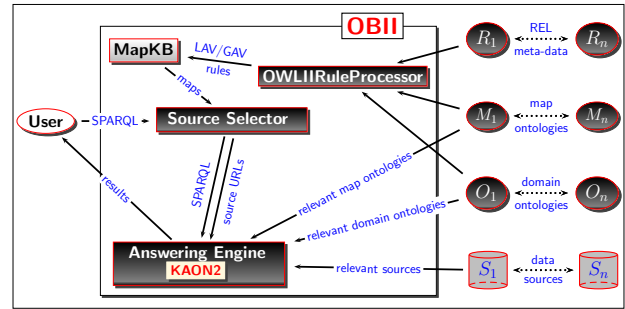 OBII
MapKB
LAV/GAV
rules
OWLIIRuleProcessor
maps
R1
REL
meta-data
Rn
User
SPARQL
Source Selector
M1
map
ontologies
Mn
SPARQL
source URLs
results
relevant map ontologies
O1
domain
ontologies
On
relevant domain ontologies
Answering Engine
KAON2
relevant sources
S1
data
sources
Sn